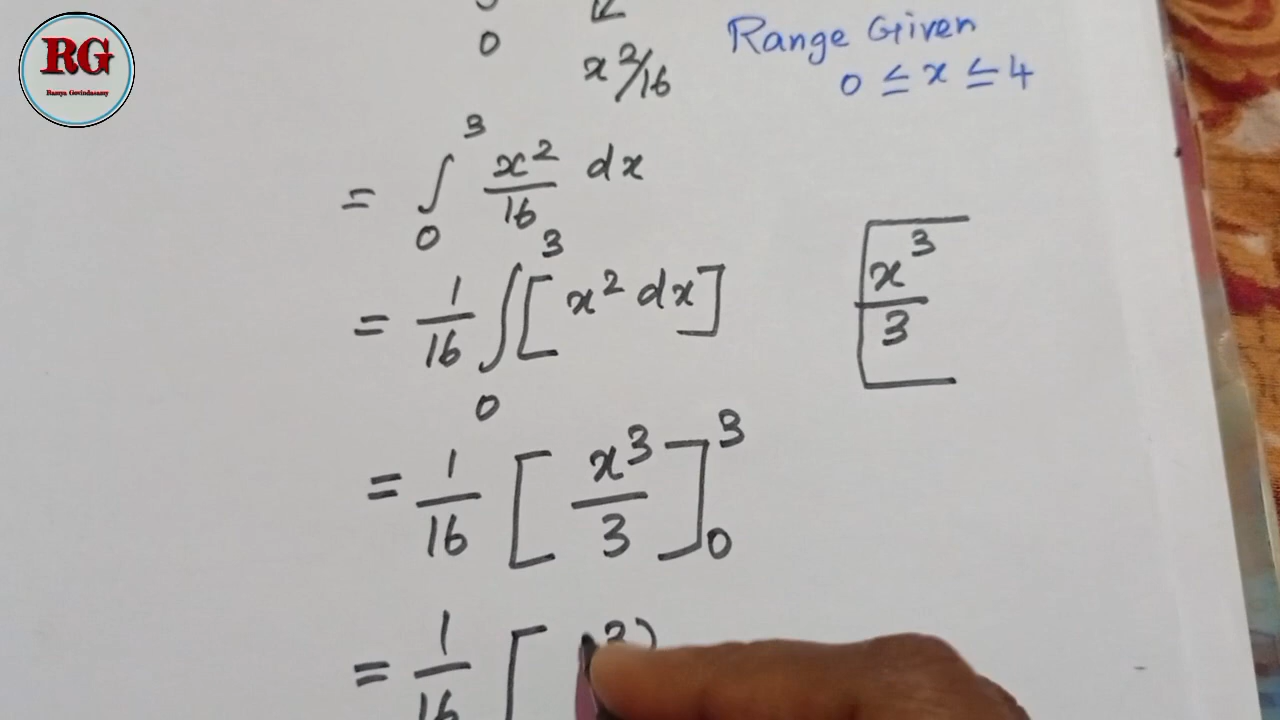 RG
Ramya Govindasamy
0
x²/16
Range Given
0 ≤ x ≤ 4
= ∫₀³ x²/16 dx
= 1/16 ∫₀³ [x² dx]
x³/3
= 1/16 [x³/3]₀³
= 1/16 [